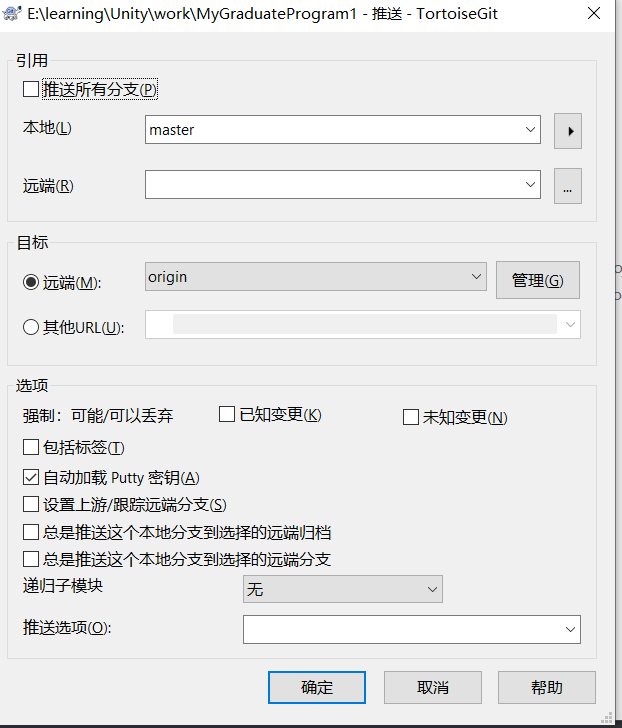 E:\learning\Unity\work\MyGraduateProgram1 - 推送 - TortoiseGit
引用
推送所有分支(P)
本地(L)
master
远端(R)
...
目标
远端(M):
origin
管理(G)
其他URL(U):
选项
强制：可能/可以丢弃
已知变更(K)
未知变更(N)
包括标签(T)
自动加载 Putty 密钥(A)
设置上游/跟踪远端分支(S)
总是推送这个本地分支到选择的远端归档
总是推送这个本地分支到选择的远端分支
递归子模块
无
推送选项(O):
确定
取消
帮助